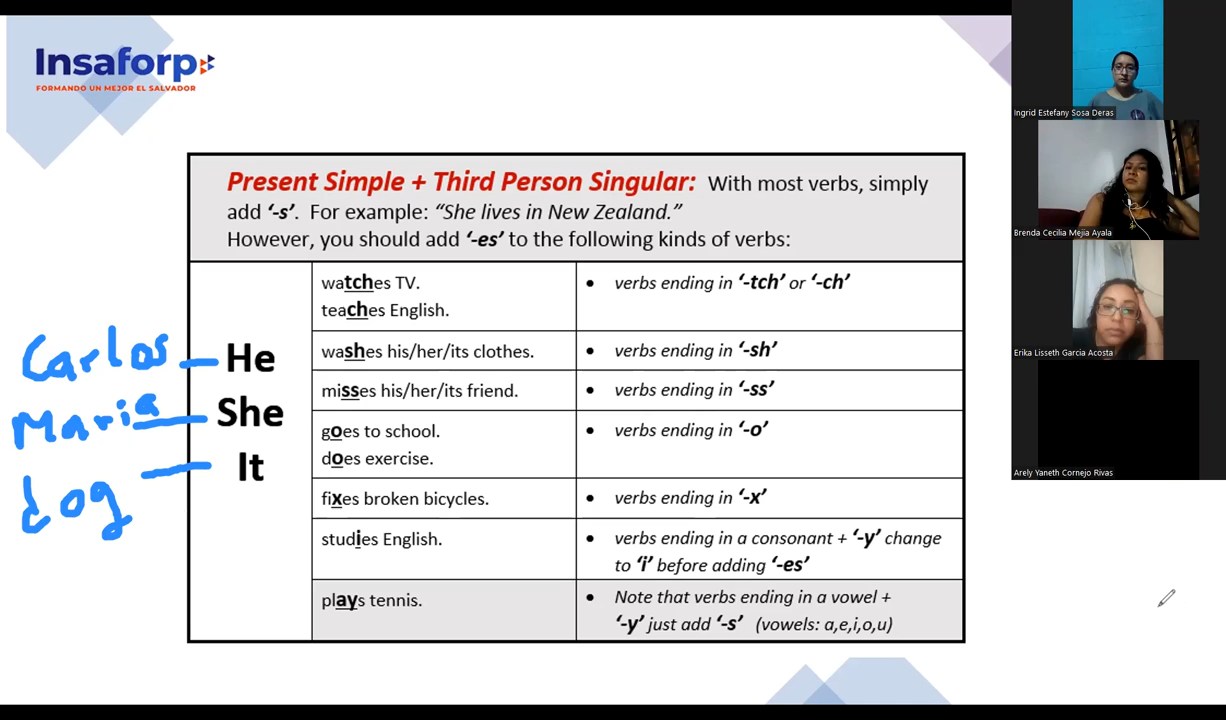 Insaforp
FORMANDO UN MEJOR EL SALVADOR
Present Simple + Third Person Singular: With most verbs, simply
add ‘-s’. For example: “She lives in New Zealand.”
However, you should add ‘-es’ to the following kinds of verbs:
Carlos
Maria
dog
He
She
It
watches TV.
teaches English.
• verbs ending in ‘-tch’ or ‘-ch’
washes his/her/its clothes.
• verbs ending in ‘-sh’
misses his/her/its friend.
• verbs ending in ‘-ss’
goes to school.
does exercise.
• verbs ending in ‘-o’
fixes broken bicycles.
• verbs ending in ‘-x’
studies English.
• verbs ending in a consonant + ‘-y’ change
to ‘i’ before adding ‘-es’
plays tennis.
• Note that verbs ending in a vowel +
‘-y’ just add ‘-s’ (vowels: a,e,i,o,u)
Ingrid Estefany Sosa Deras
Brenda Cecilia Mejia Ayala
Erika Lisseth Garcia Acosta
Arely Yaneth Cornejo Rivas